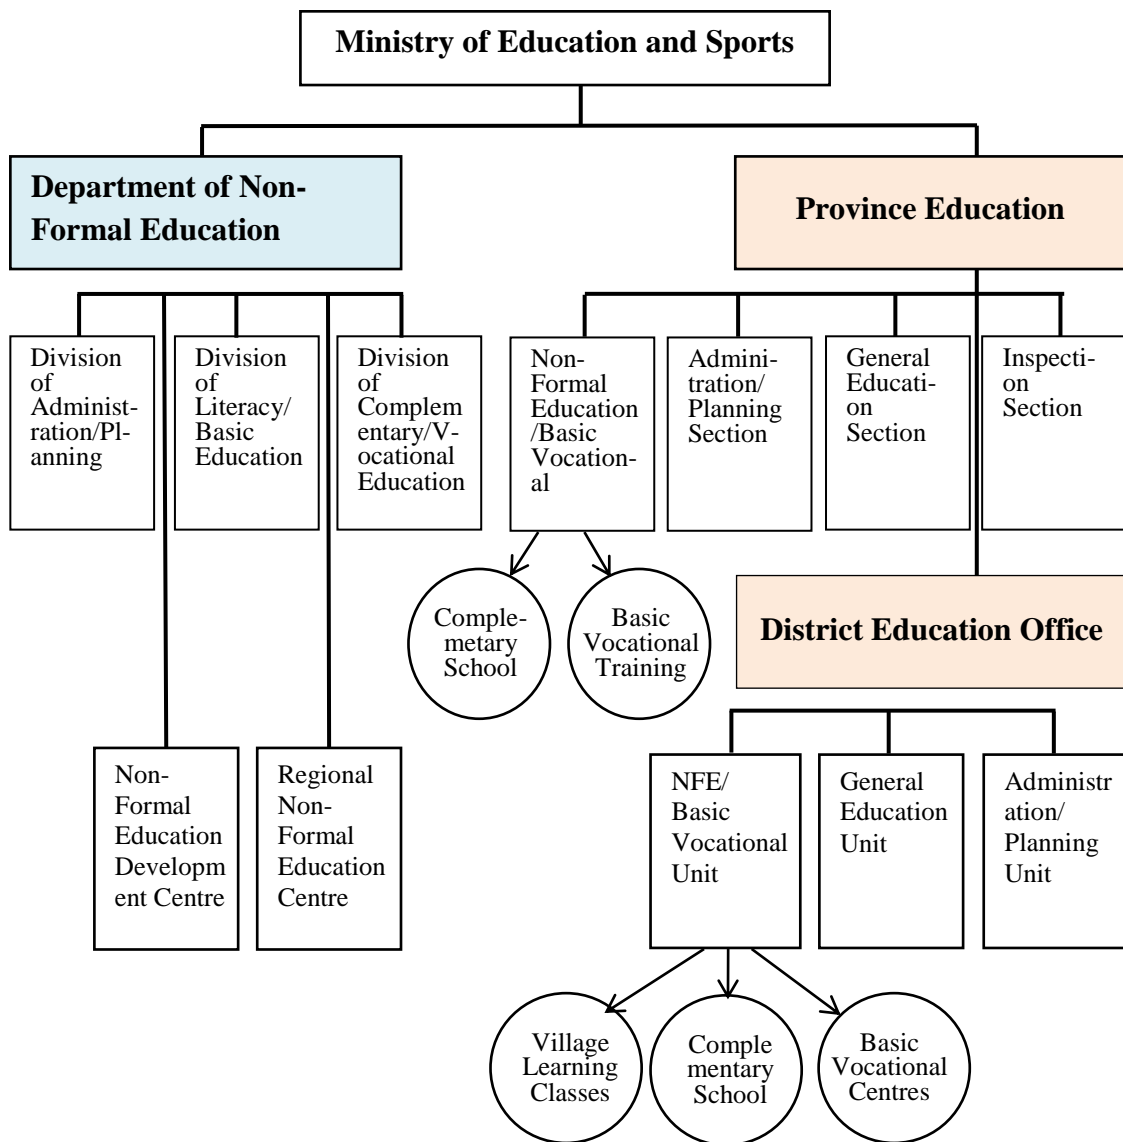 Ministry of Education and Sports
Department of Non-
Formal Education
Province Education
Division
of
Administ-
ration/Pl-
anning
Division
of
Literacy/
Basic
Education
Division
of
Complem
entary/V-
ocational
Education
Non-
Formal
Education
/Basic
Vocation-
al
Admini-
tration/
Planning
Section
General
Educati-
on
Section
Inspecti-
on
Section
Comple-
metary
School
Basic
Vocational
Training
District Education Office
Non-
Formal
Education
Developm
ent Centre
Regional
Non-
Formal
Education
Centre
NFE/
Basic
Vocational
Unit
General
Education
Unit
Administr
ation/
Planning
Unit
Village
Learning
Classes
Comple
mentary
School
Basic
Vocational
Centres